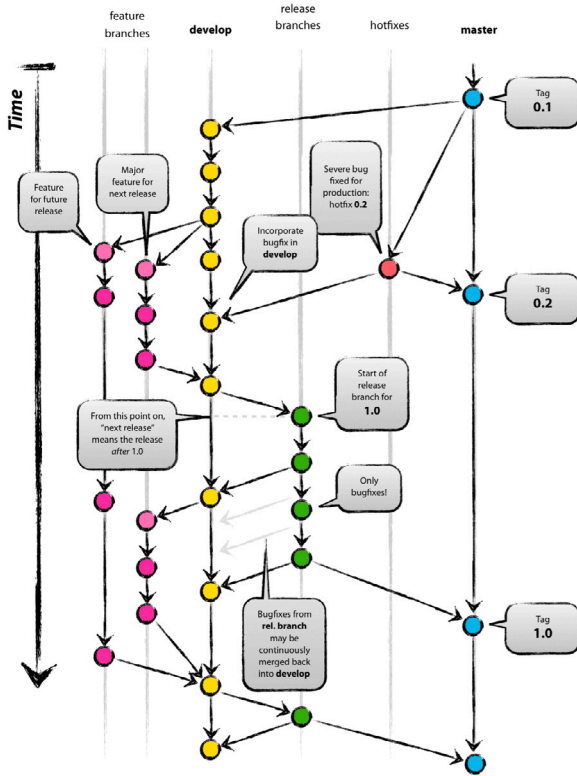 feature
branches
develop
release
branches
hotfixes
master
Time
Tag
0.1
Feature
for future
release
Major
feature for
next release
Severe bug
fixed for
production:
hotfix 0.2
Incorporate
bugfix in
develop
Tag
0.2
Start of
release
branch for
1.0
From this point on,
“next release”
means the release
after 1.0
Only
bugfixes!
Bugfixes from
rel. branch
may be
continuously
merged back
into develop
Tag
1.0